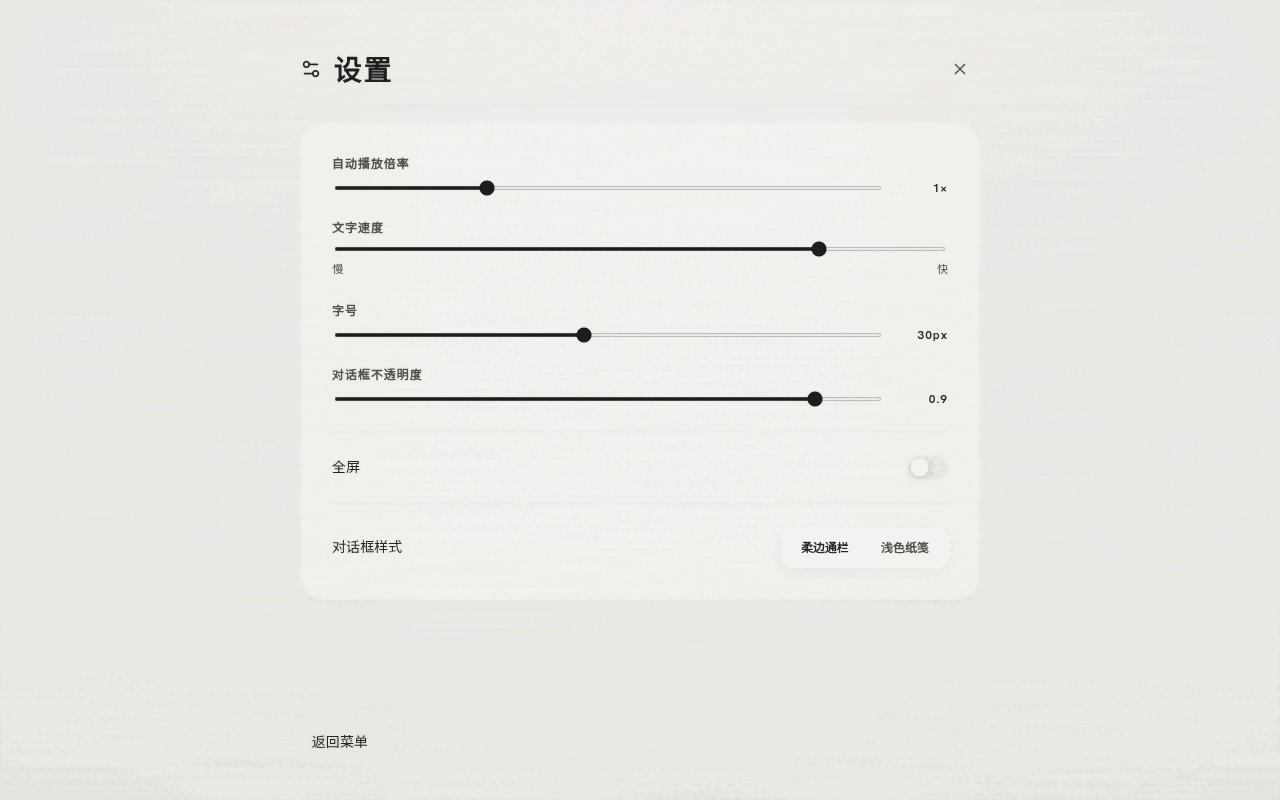 设置
自动播放倍率
1×
文字速度
慢 快
字号
30px
对话框不透明度
0.9
全屏
对话框样式 柔边通栏 浅色纸笺
返回菜单